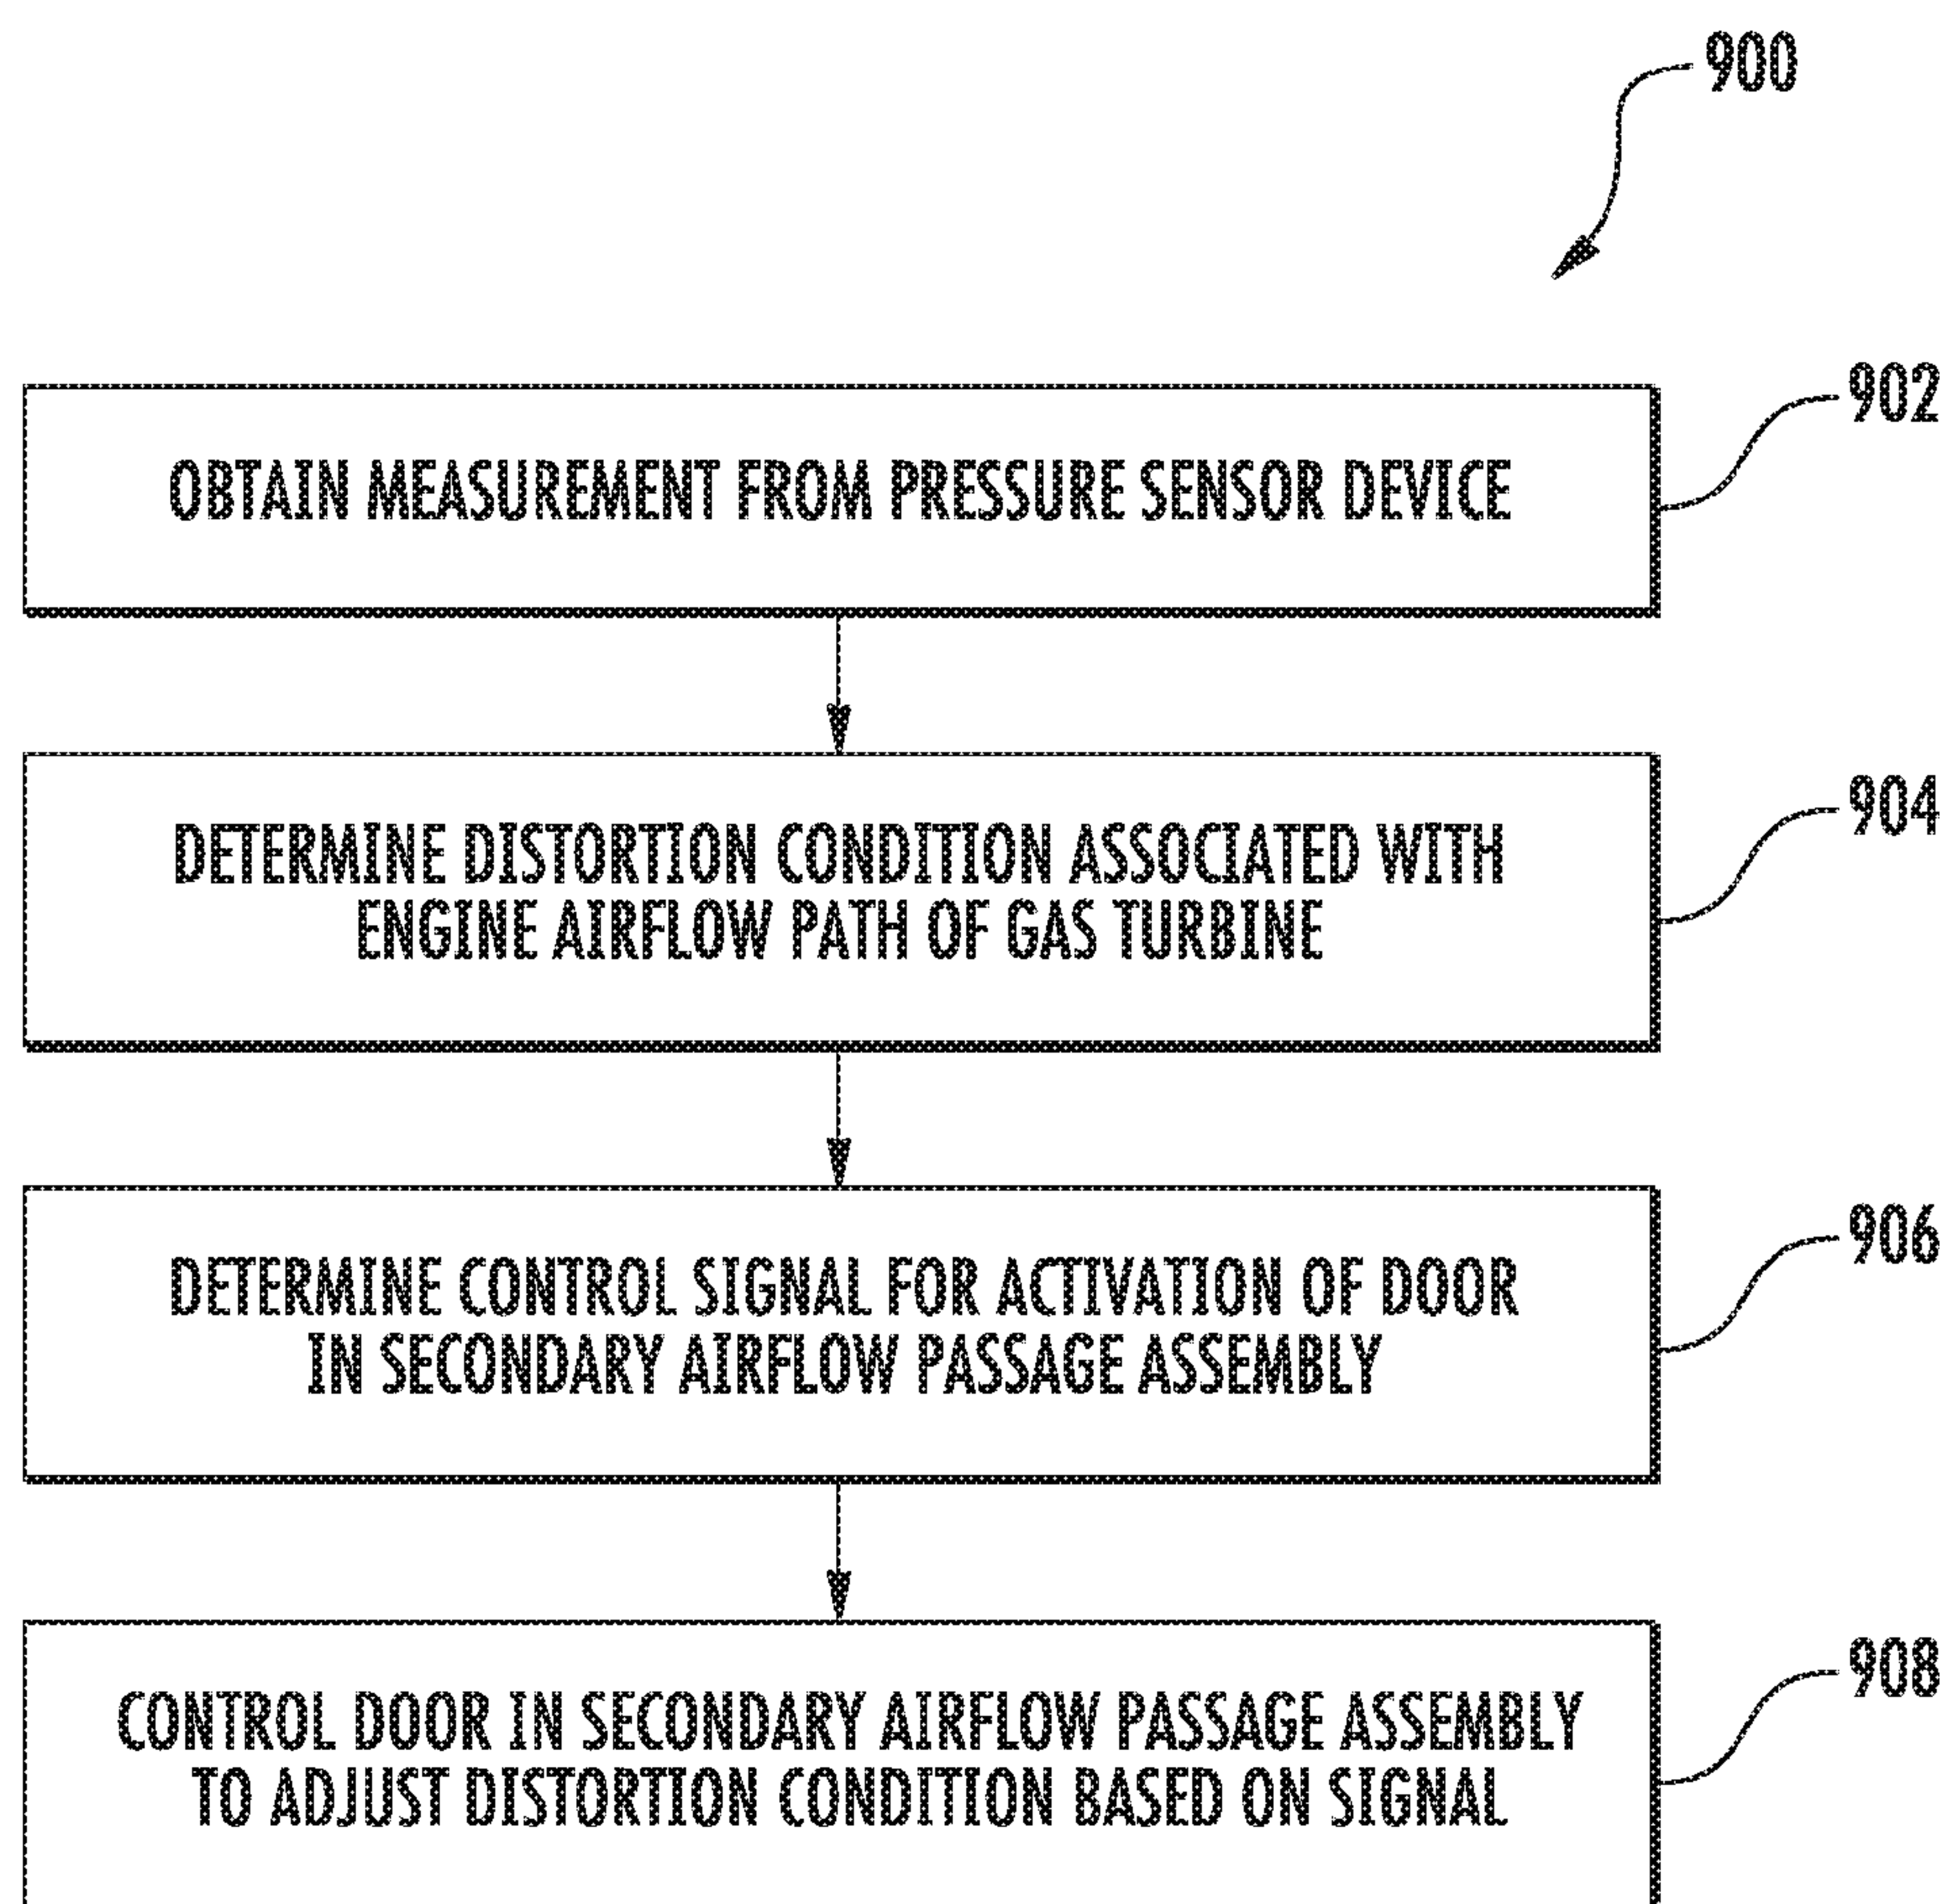 900
902
OBTAIN MEASUREMENT FROM PRESSURE SENSOR DEVICE
904
DETERMINE DISTORTION CONDITION ASSOCIATED WITH
ENGINE AIRFLOW PATH OF GAS TURBINE
906
DETERMINE CONTROL SIGNAL FOR ACTIVATION OF DOOR
IN SECONDARY AIRFLOW PASSAGE ASSEMBLY
908
CONTROL DOOR IN SECONDARY AIRFLOW PASSAGE ASSEMBLY
TO ADJUST DISTORTION CONDITION BASED ON SIGNAL